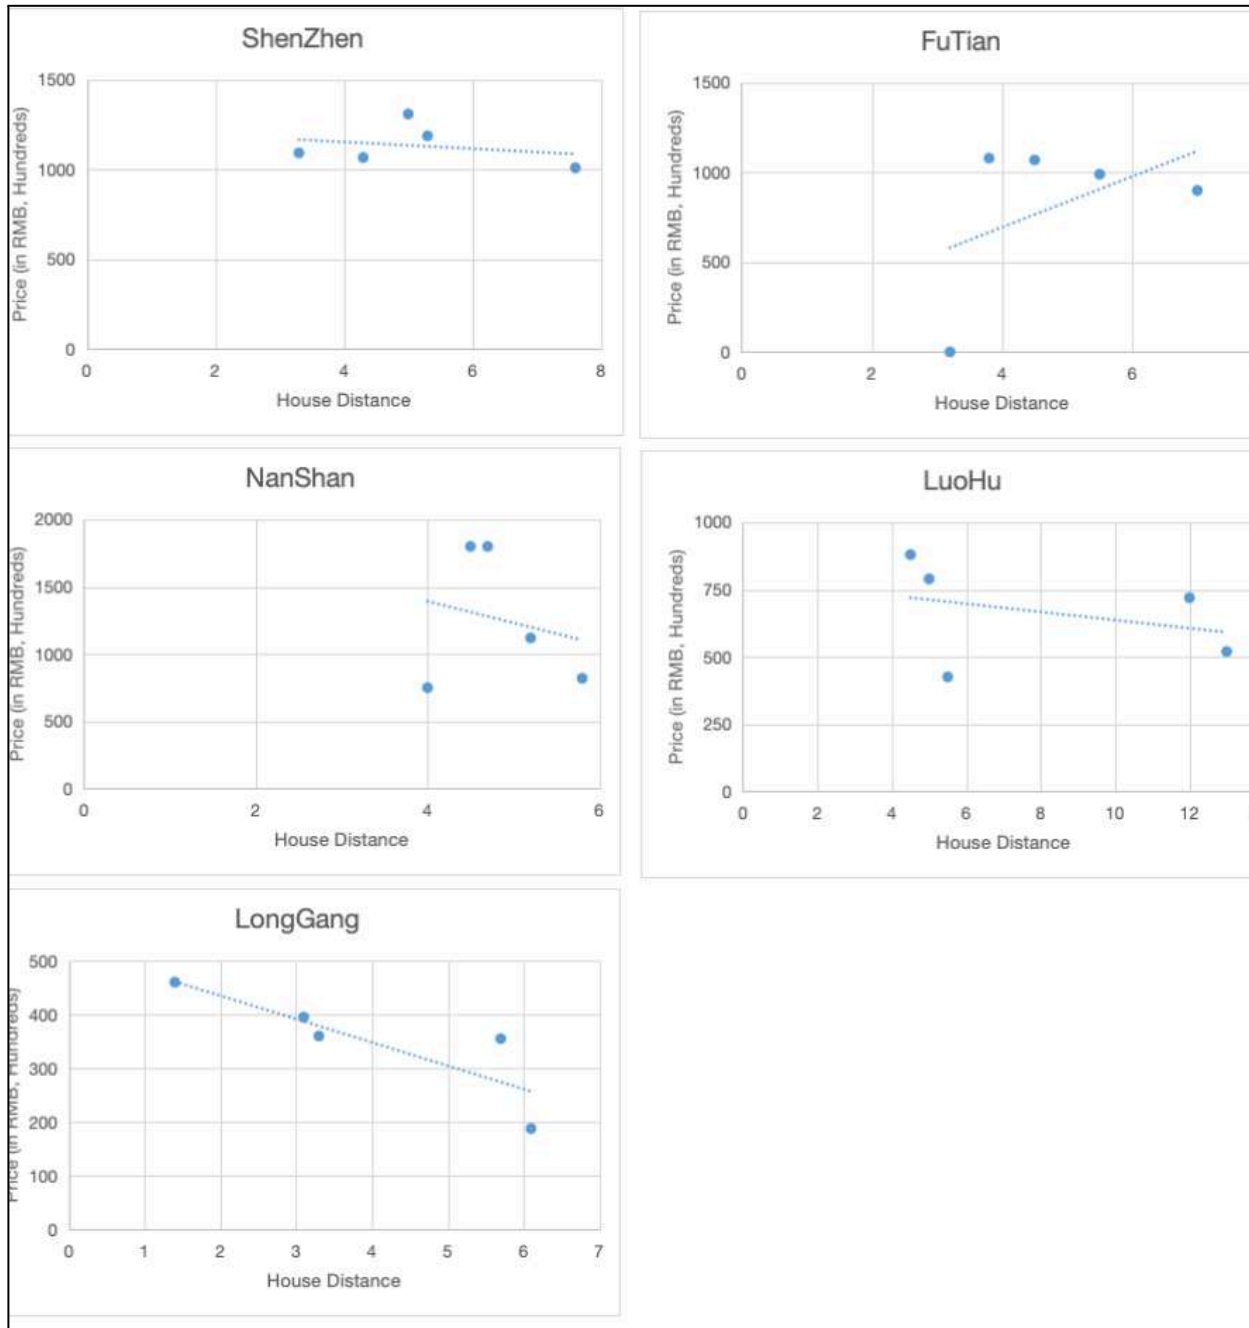 ShenZhen
Price (in RMB, Hundreds)
1500
1000
500
0
0 2 4 6 8
House Distance
FuTian
Price (in RMB, Hundreds)
1500
1000
500
0
0 2 4 6
House Distance
NanShan
Price (in RMB, Hundreds)
2000
1500
1000
500
0
0 2 4 6
House Distance
LuoHu
Price (in RMB, Hundreds)
1000
750
500
250
0
0 2 4 6 8 10 12
House Distance
LongGang
Price (in RMB, Hundreds)
500
400
300
200
100
0
0 1 2 3 4 5 6 7
House Distance